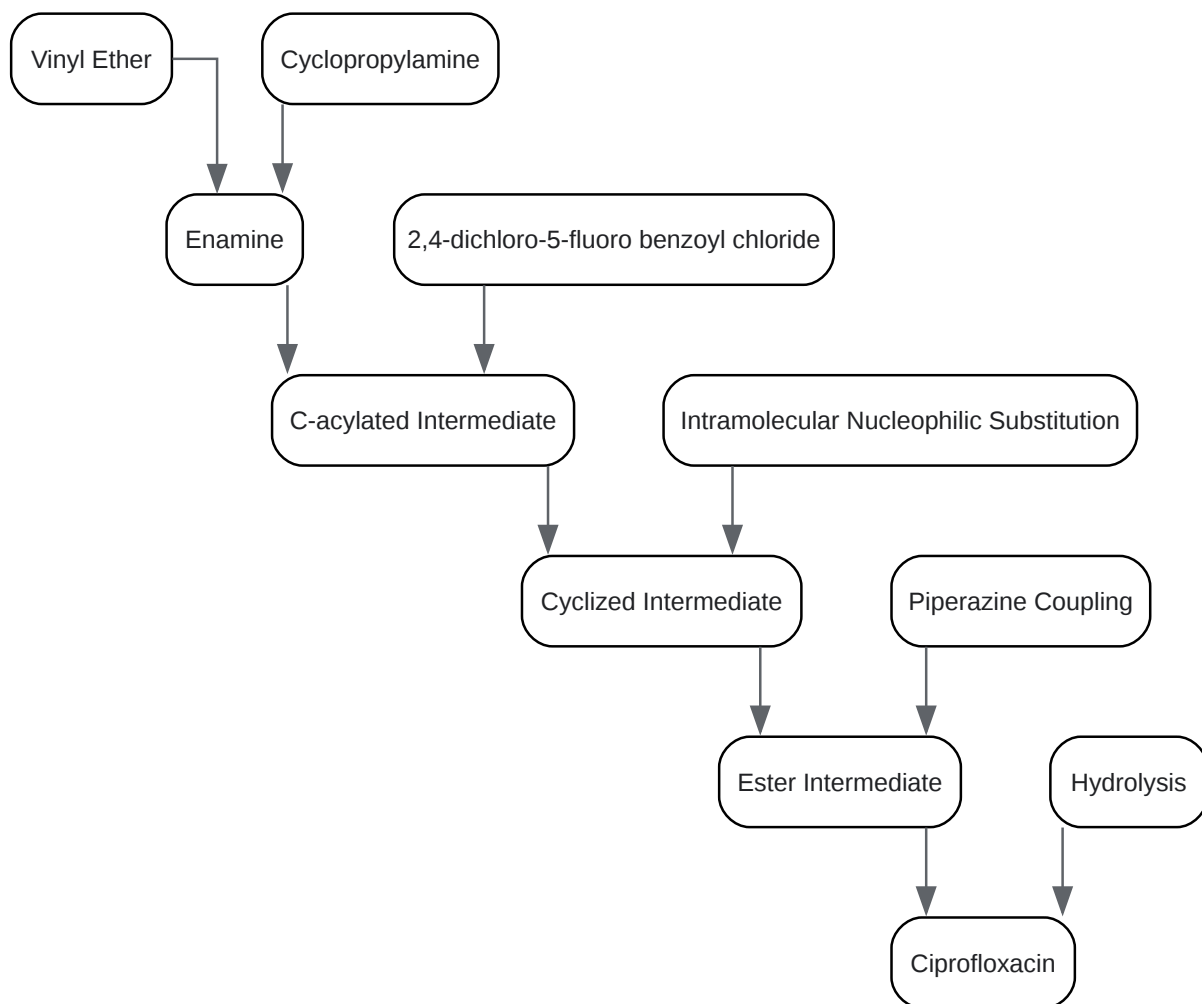 Vinyl Ether
Cyclopropylamine
Enamine
2,4-dichloro-5-fluoro benzoyl chloride
C-acylated Intermediate
Intramolecular Nucleophilic Substitution
Cyclized Intermediate
Piperazine Coupling
Ester Intermediate
Hydrolysis
Ciprofloxacin